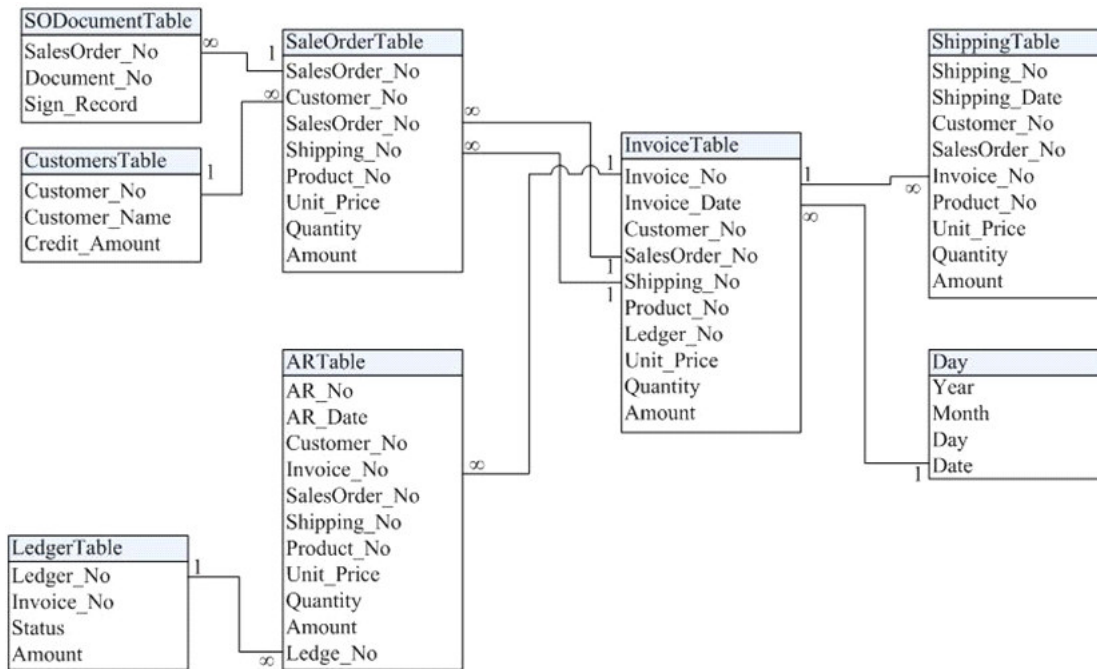 SODocumentTable
SalesOrder_No
Document_No
Sign_Record
∞
1
CustomersTable
Customer_No
Customer_Name
Credit_Amount
1
∞
SaleOrderTable
SalesOrder_No
Customer_No
SalesOrder_No
Shipping_No
Product_No
Unit_Price
Quantity
Amount
∞
∞
InvoiceTable
Invoice_No
Invoice_Date
Customer_No
SalesOrder_No
Shipping_No
Product_No
Ledger_No
Unit_Price
Quantity
Amount
1
1
1
1
∞
ShippingTable
Shipping_No
Shipping_Date
Customer_No
SalesOrder_No
Invoice_No
Product_No
Unit_Price
Quantity
Amount
∞
ARTable
AR_No
AR_Date
Customer_No
Invoice_No
SalesOrder_No
Shipping_No
Product_No
Unit_Price
Quantity
Amount
Ledge_No
∞
∞
Day
Year
Month
Day
Date
1
LedgerTable
Ledger_No
Invoice_No
Status
Amount
1